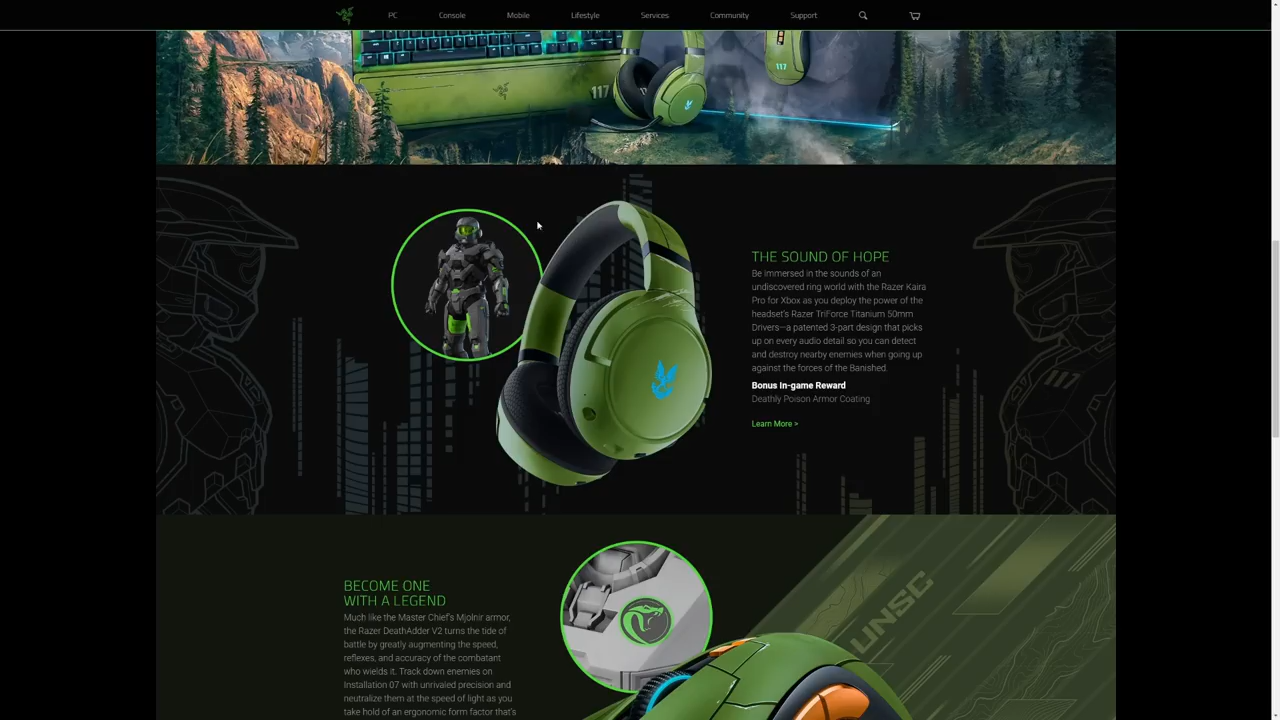 PC
Console
Mobile
Lifestyle
Services
Community
Support
117
117
THE SOUND OF HOPE
Be immersed in the sounds of an
undiscovered ring world with the Razer Kaira
Pro for Xbox as you deploy the power of the
headset's Razer TriForce Titanium 50mm
Drivers—a patented 3-part design that picks
up on every audio detail so you can detect
and destroy nearby enemies when going up
against the forces of the Banished.
Bonus In-game Reward
Deathly Poison Armor Coating
Learn More >
117
BECOME ONE
WITH A LEGEND
Much like the Master Chief's Mjolnir armor,
the Razer DeathAdder V2 turns the tide of
battle by greatly augmenting the speed,
reflexes, and accuracy of the combatant
who wields it. Track down enemies on
Installation 07 with unrivaled precision and
neutralize them at the speed of light as you
take hold of an ergonomic form factor that's
UNSC